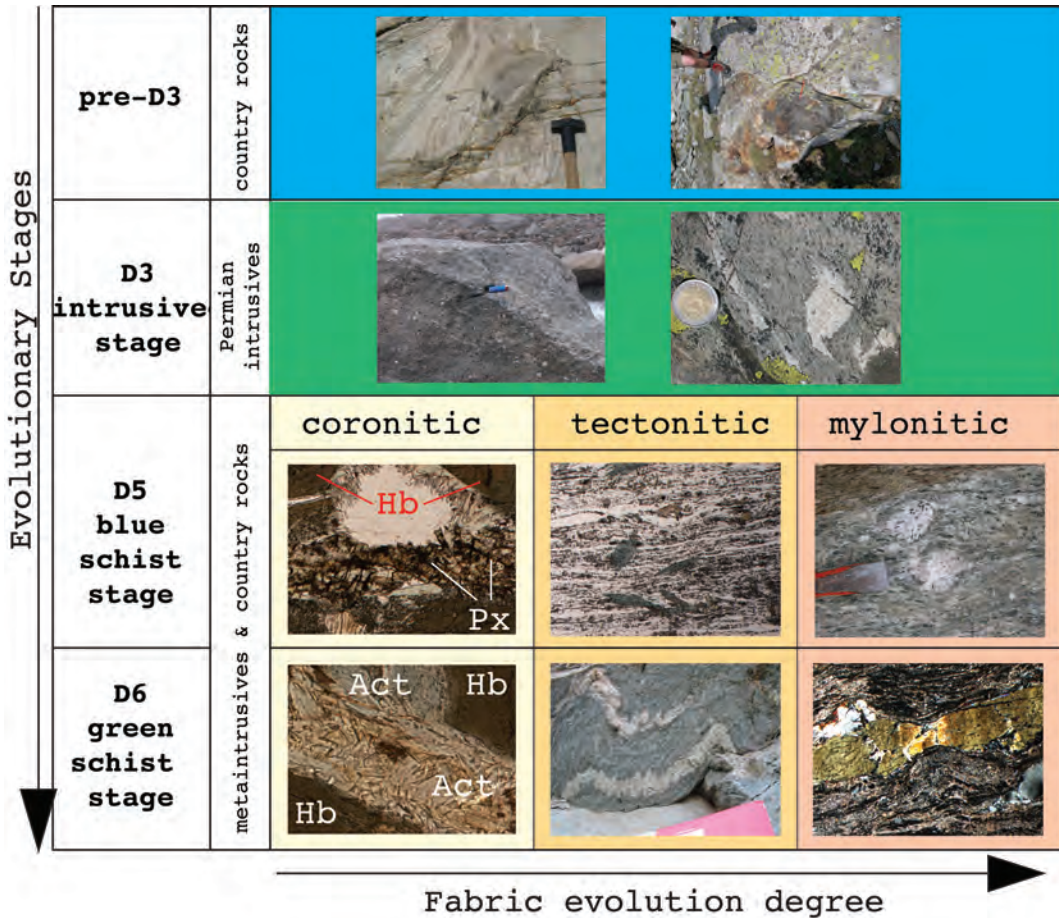 Evolutionary Stages
pre-D3
country rocks
D3
intrusive
stage
Permian
intrusives
metaintrusives & country rocks
coronitic
tectonitic
mylonitic
D5
blue
schist
stage
Hb
Px
D6
green
schist
stage
Act
Hb
Act
Hb
Fabric evolution degree